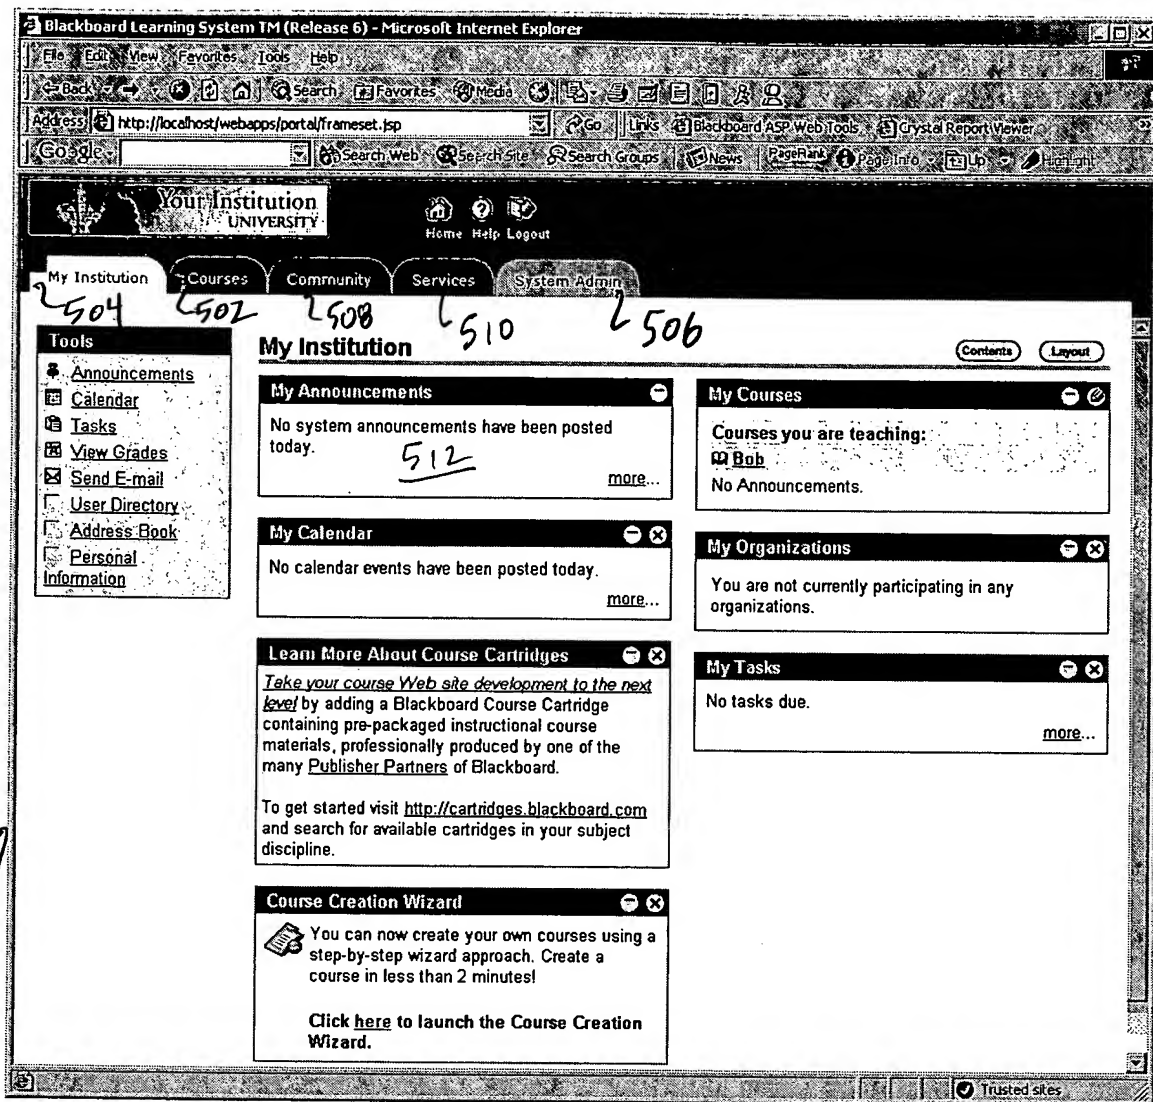 Blackboard Learning System TM (Release 6) - Microsoft Internet Explorer
File Edit View Favorites Tools Help
Back Search Favorites Media
Address http://localhost/webapps/portal/frameset.jsp Go Links Blackboard ASP Web Tools Crystal Report Viewer
Google Search Web Search Site Search Groups News PageRank Page Info Up Highlight
Your Institution
UNIVERSITY
Home Help Logout
My Institution Courses Community Services System Admin
504 502 508 510 506
Tools
Announcements
Calendar
Tasks
View Grades
Send E-mail
User Directory
Address Book
Personal
Information
My Institution
Contents Layout
My Announcements
No system announcements have been posted
today.
512
more...
My Calendar
No calendar events have been posted today.
more...
Learn More About Course Cartridges
Take your course Web site development to the next
level by adding a Blackboard Course Cartridge
containing pre-packaged instructional course
materials, professionally produced by one of the
many Publisher Partners of Blackboard.
To get started visit http://cartridges.blackboard.com
and search for available cartridges in your subject
discipline.
Course Creation Wizard
You can now create your own courses using a
step-by-step wizard approach. Create a
course in less than 2 minutes!
Click here to launch the Course Creation
Wizard.
My Courses
Courses you are teaching:
Bob
No Announcements.
My Organizations
You are not currently participating in any
organizations.
My Tasks
No tasks due.
more...
Trusted sites